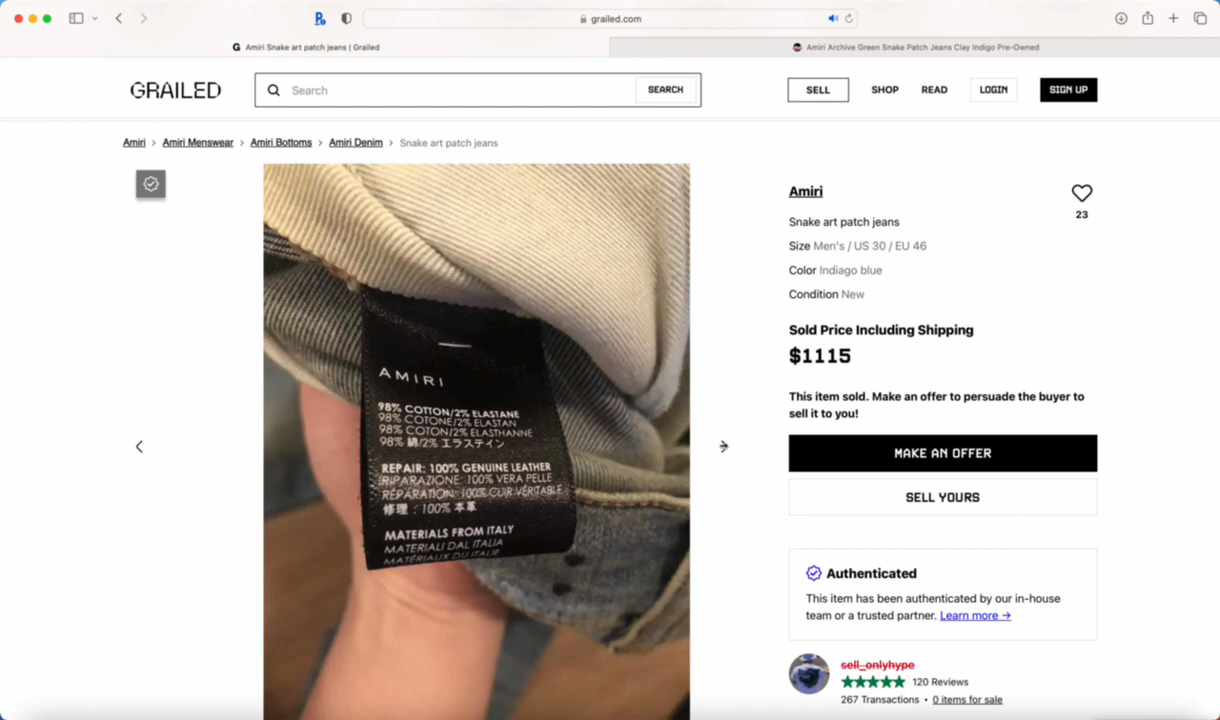 grailed.com
Amiri Snake art patch jeans | Grailed
Amiri Archive Green Snake Patch Jeans Clay Indigo Pre-Owned
GRAILED
Search
SEARCH
SELL
SHOP
READ
LOGIN
SIGN UP
Amiri > Amiri Menswear > Amiri Bottoms > Amiri Denim > Snake art patch jeans
AMIRI
98% COTTON/2% ELASTANE
98% COTONE/2% ELASTAN
98% COTON/2% ELASTHANNE
98% 綿/2% エラステイン
REPAIR: 100% GENUINE LEATHER
RIPARAZIONE: 100% VERA PELLE
RÉPARATION: 100% CUIR VÉRITABLE
修理：100% 本革
MATERIALS FROM ITALY
MATERIALI DAL ITALIA
MATÉRIAUX DU ITALIE
Amiri
23
Snake art patch jeans
Size Men's / US 30 / EU 46
Color Indiago blue
Condition New
Sold Price Including Shipping
$1115
This item sold. Make an offer to persuade the buyer to
sell it to you!
MAKE AN OFFER
SELL YOURS
Authenticated
This item has been authenticated by our in-house
team or a trusted partner. Learn more →
sell_onlyhype
120 Reviews
267 Transactions • 0 items for sale